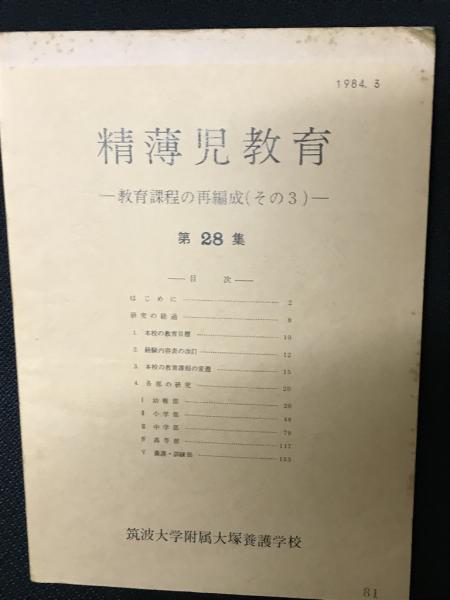 1984. 3
精薄児教育
―教育課程の再編成(その3)―
第 28 集
――目 次――
はじめに 2
研究の経過 8
1. 本校の教育目標 10
2. 経験内容表の改訂 12
3. 本校の教育課程の変遷 15
4. 各部の研究 20
Ⅰ 幼稚部 20
Ⅱ 小学部 48
Ⅲ 中学部 79
Ⅳ 高等部 117
Ⅴ 養護・訓練部 153
筑波大学附属大塚養護学校
81